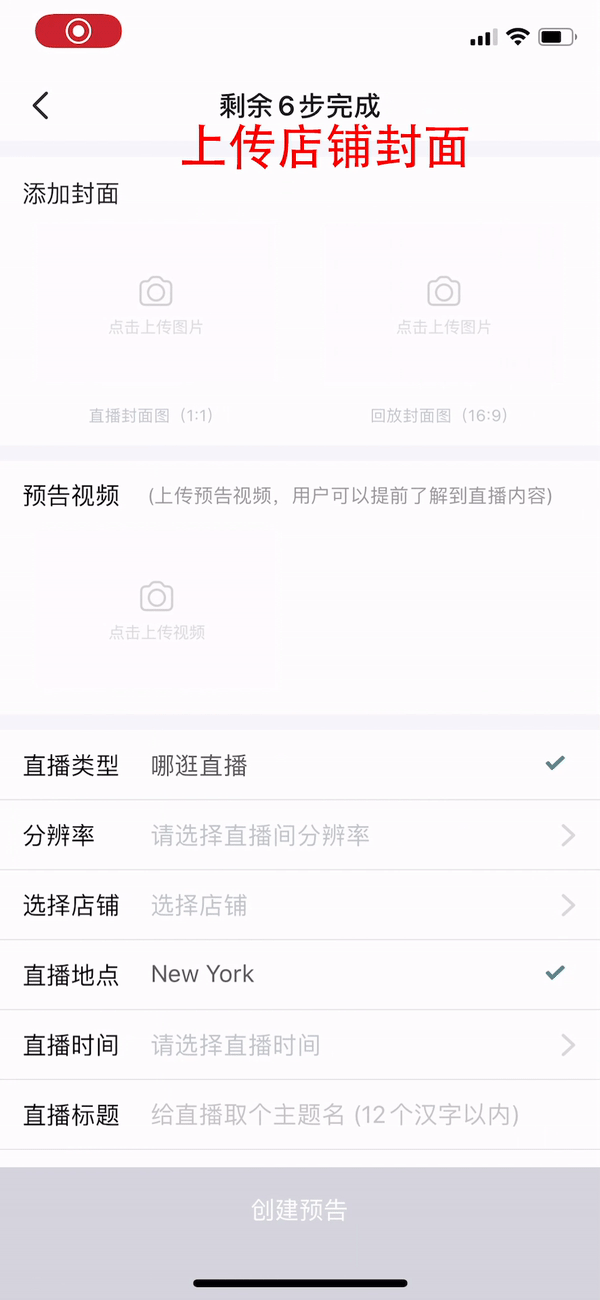 剩余6步完成
上传店铺封面
添加封面
点击上传图片 点击上传图片
直播封面图（1:1） 回放封面图（16:9）
预告视频 (上传预告视频，用户可以提前了解到直播内容)
点击上传视频
直播类型 哪逛直播
分辨率 请选择直播间分辨率
选择店铺 选择店铺
直播地点 New York
直播时间 请选择直播时间
直播标题 给直播取个主题名 (12个汉字以内)
创建预告